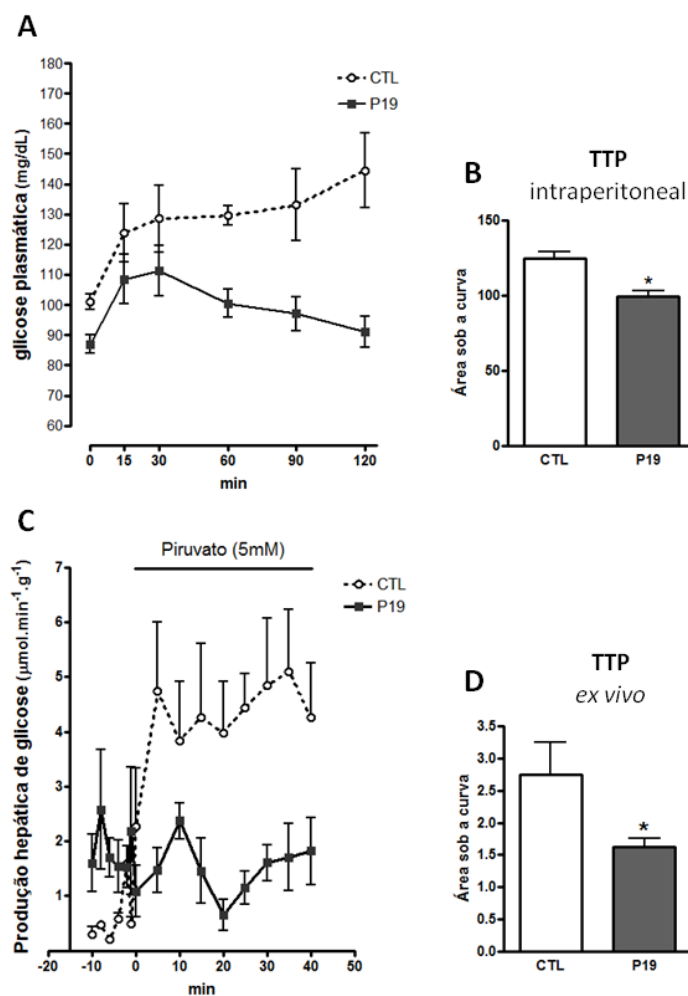 A
CTL
P19
glicose plasmática (mg/dL)
180
170
160
150
140
130
120
110
100
90
80
70
60
0 15 30 60 90 120
min
B
TTP
intraperitoneal
Área sob a curva
150
100
50
0
CTL P19
*
C
Piruvato (5mM)
CTL
P19
Produção hepática de glicose (µmol.min⁻¹.g⁻¹)
7
6
5
4
3
2
1
-20 -10 0 10 20 30 40 50
min
D
TTP
ex vivo
Área sob a curva
3.5
3.0
2.5
2.0
1.5
1.0
0.5
0.0
*
CTL P19